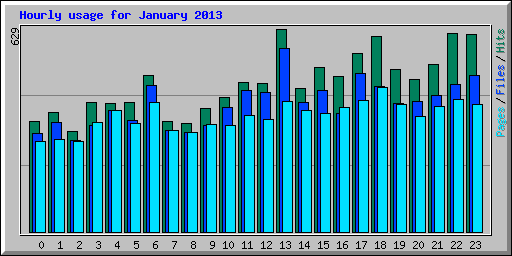 Hourly usage for January 2013
629
Pages / Files / Hits
0 1 2 3 4 5 6 7 8 9 10 11 12 13 14 15 16 17 18 19 20 21 22 23